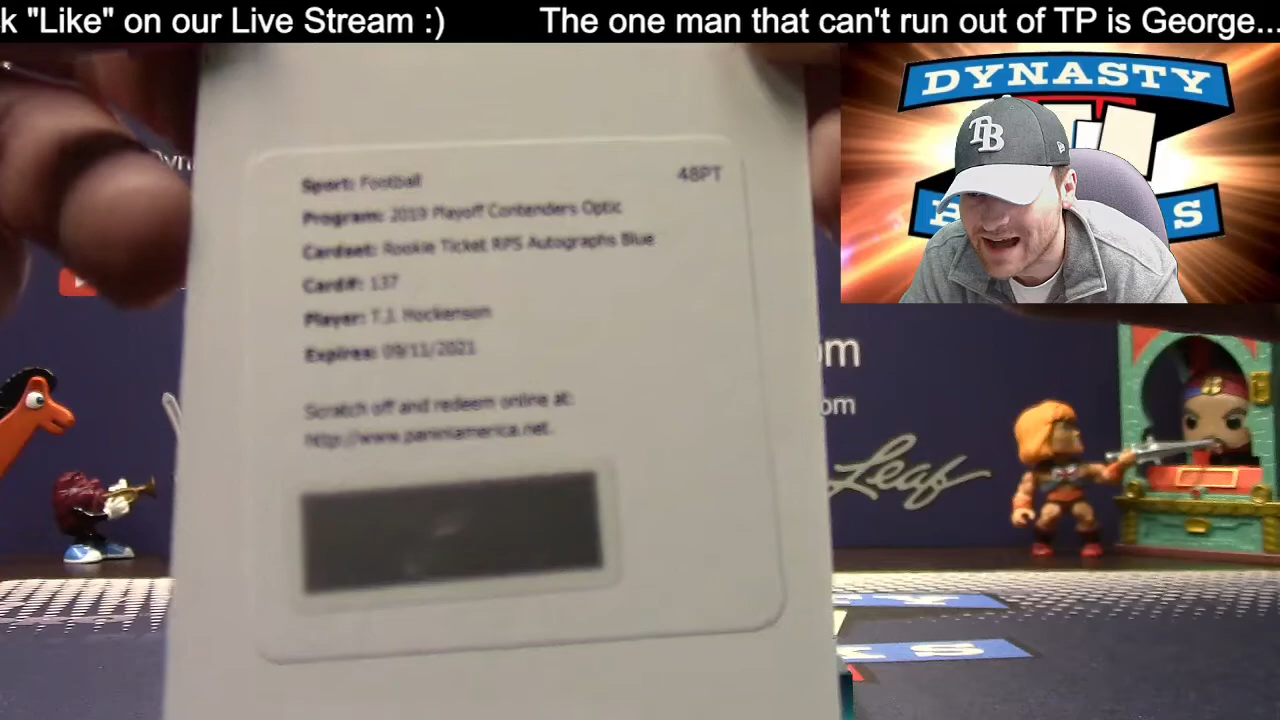 k "Like" on our Live Stream :)
The one man that can't run out of TP is George...
DYNASTY
B S
TB
Sport: Football
48PT
Program: 2019 Playoff Contenders Optic
Cardset: Rookie Ticket RPS Autographs Blue
Card#: 137
Player: T.J. Hockenson
Expires: 09/11/2021
Scratch off and redeem online at:
http://www.paniniamerica.net.
om
om
Leaf